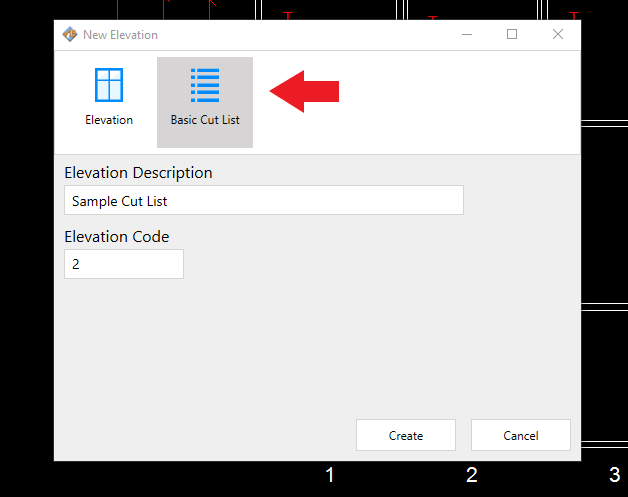 New Elevation
Elevation
Basic Cut List
Elevation Description
Sample Cut List
Elevation Code
2
Create
Cancel
1
2
3